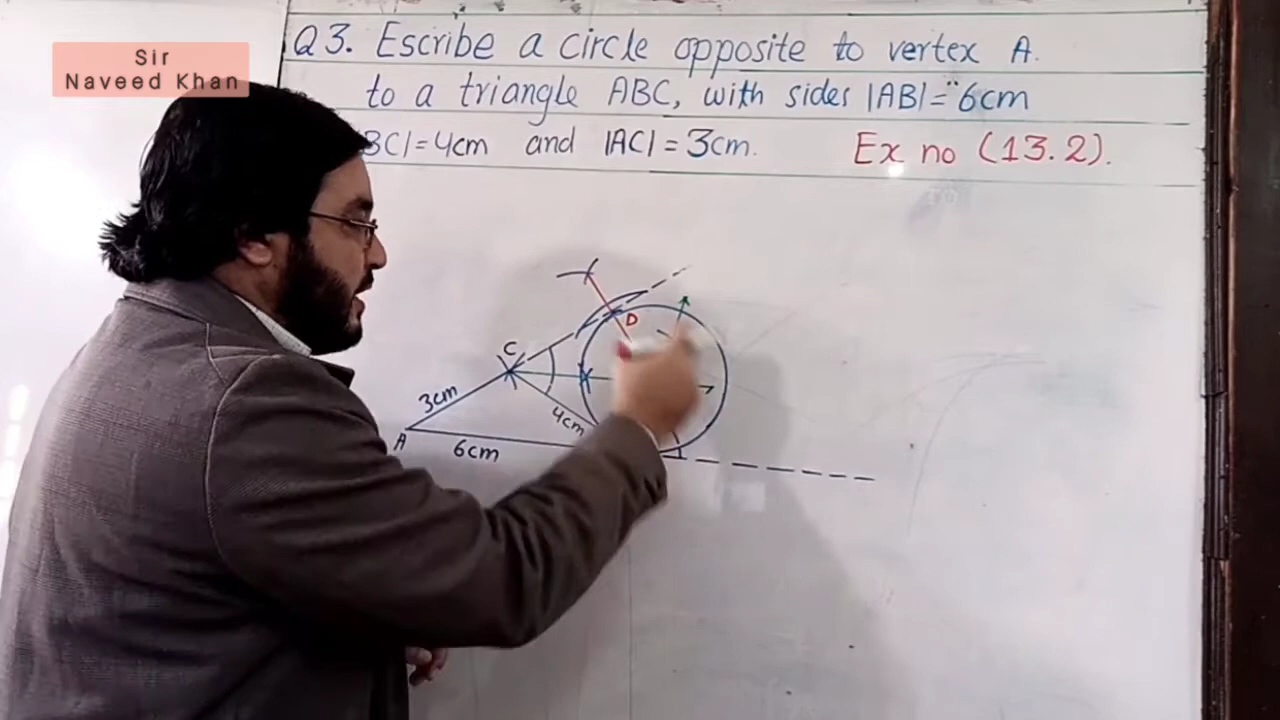 Sir
Naveed Khan
Q3. Escribe a circle opposite to vertex A.
to a triangle ABC, with sides |AB| = 6cm
BC| = 4cm and |AC| = 3cm. Ex no (13.2).
D
C
3cm
4cm
A
6cm